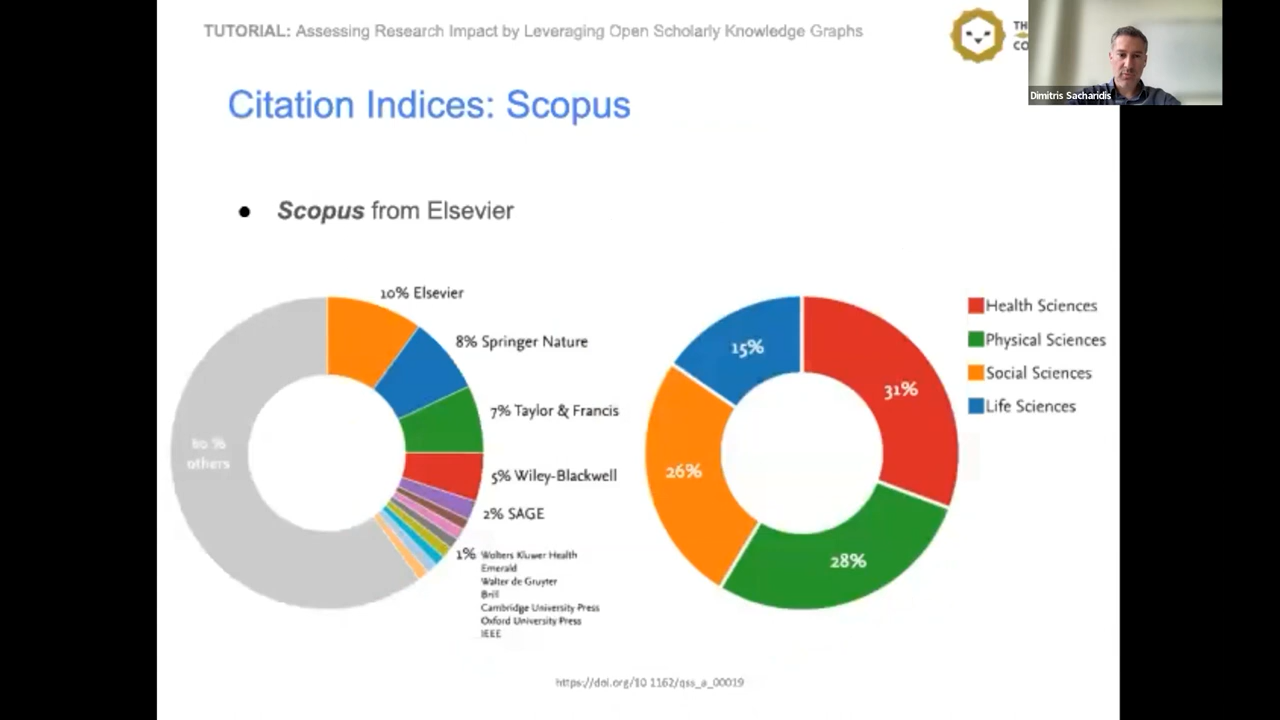 TUTORIAL: Assessing Research Impact by Leveraging Open Scholarly Knowledge Graphs
TH
CO
Dimitris Sacharidis
Citation Indices: Scopus
Scopus from Elsevier
10% Elsevier
8% Springer Nature
7% Taylor & Francis
5% Wiley-Blackwell
2% SAGE
1% Wolters Kluwer Health
Emerald
Walter de Gruyter
Brill
Cambridge University Press
Oxford University Press
IEEE
60 %
others
15%
31%
26%
28%
Health Sciences
Physical Sciences
Social Sciences
Life Sciences
https://doi.org/10.1162/qss_a_00019